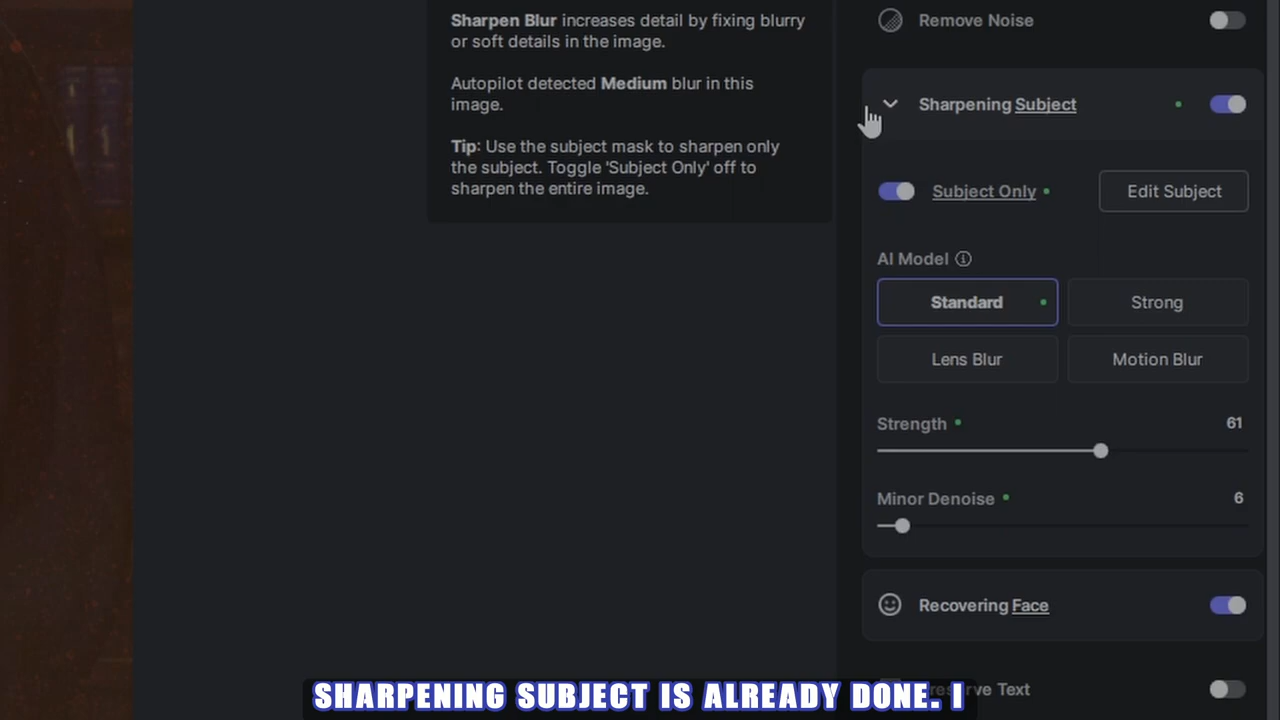 Sharpen Blur increases detail by fixing blurry
or soft details in the image.
Autopilot detected Medium blur in this
image.
Tip: Use the subject mask to sharpen only
the subject. Toggle 'Subject Only' off to
sharpen the entire image.
Remove Noise
Sharpening Subject
Subject Only
Edit Subject
AI Model
Standard
Strong
Lens Blur
Motion Blur
Strength
61
Minor Denoise
6
Recovering Face
Text
SHARPENING SUBJECT IS ALREADY DONE. I